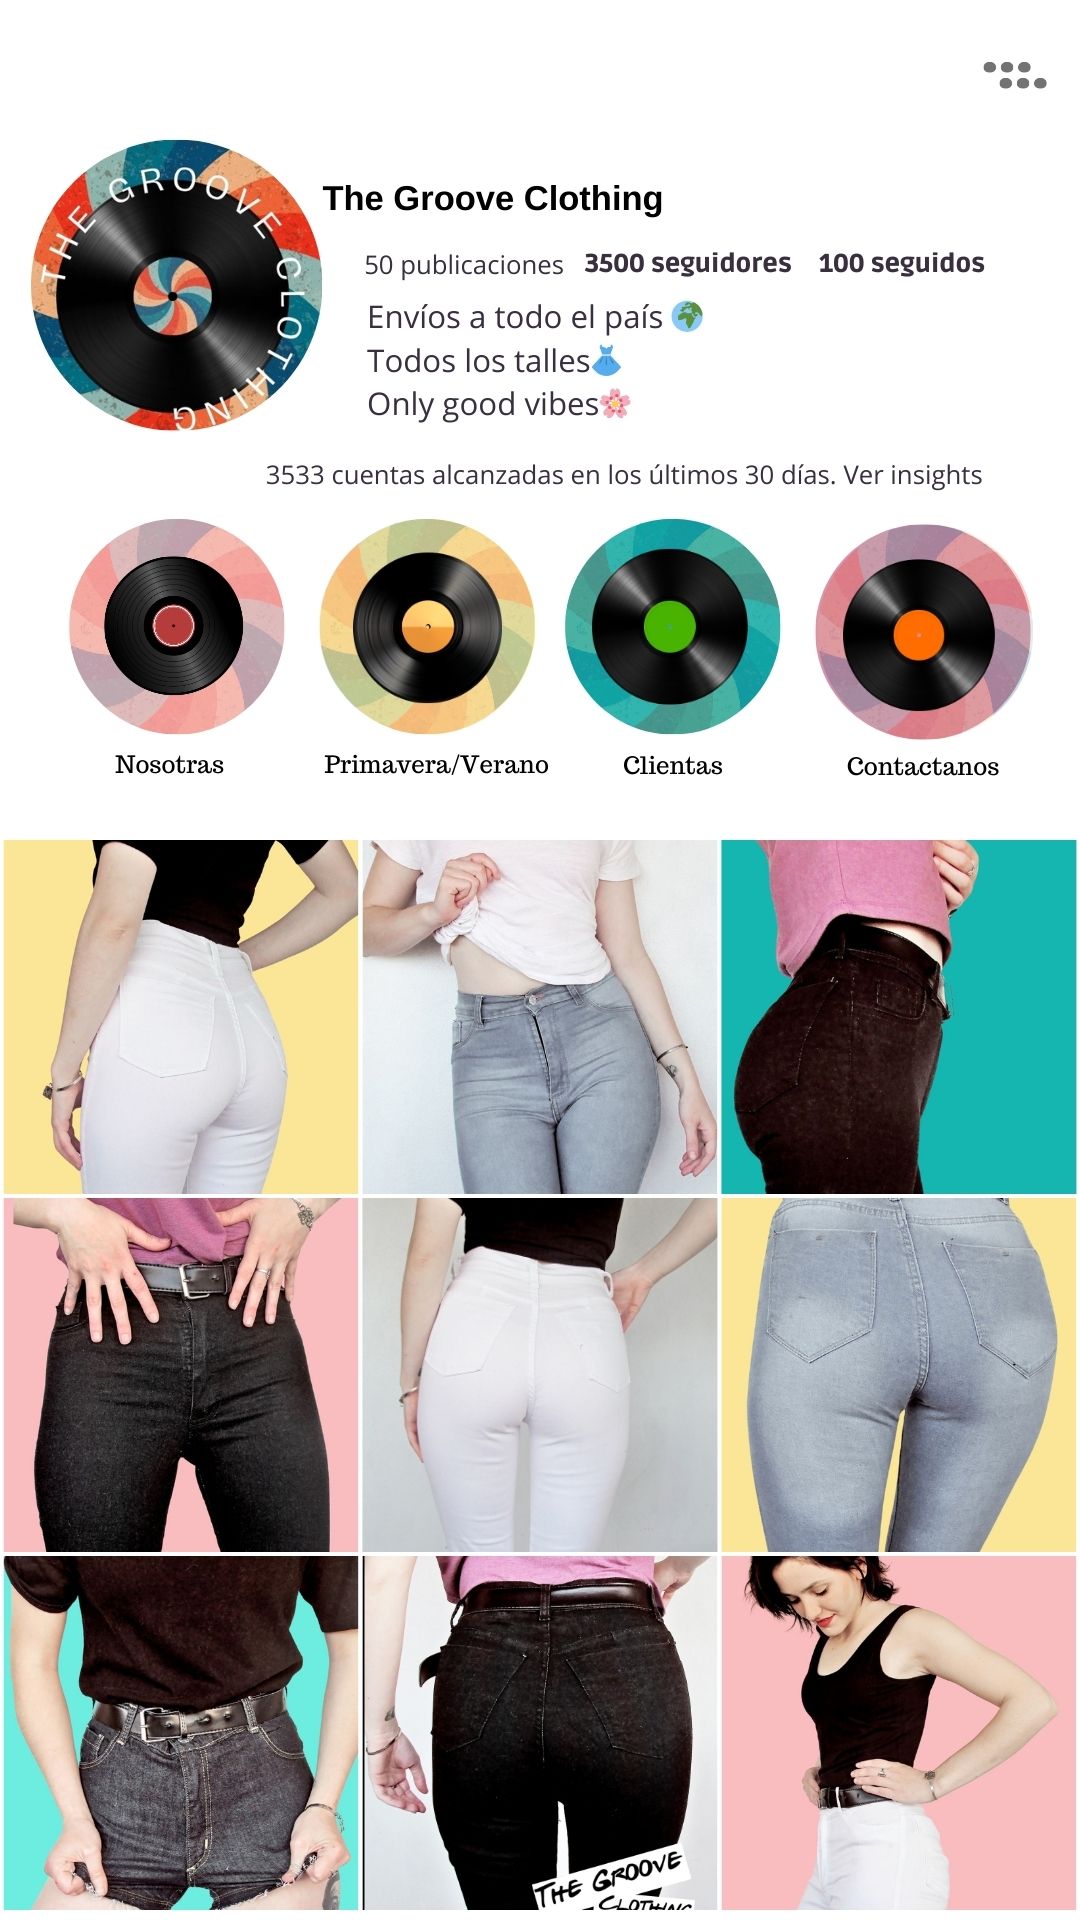 THE GROOVE CLOTHING
The Groove Clothing
50 publicaciones 3500 seguidores 100 seguidos
Envíos a todo el país
Todos los talles
Only good vibes
3533 cuentas alcanzadas en los últimos 30 días. Ver insights
Nosotras Primavera/Verano Clientas Contactanos
THE GROOVE
CLOTHING